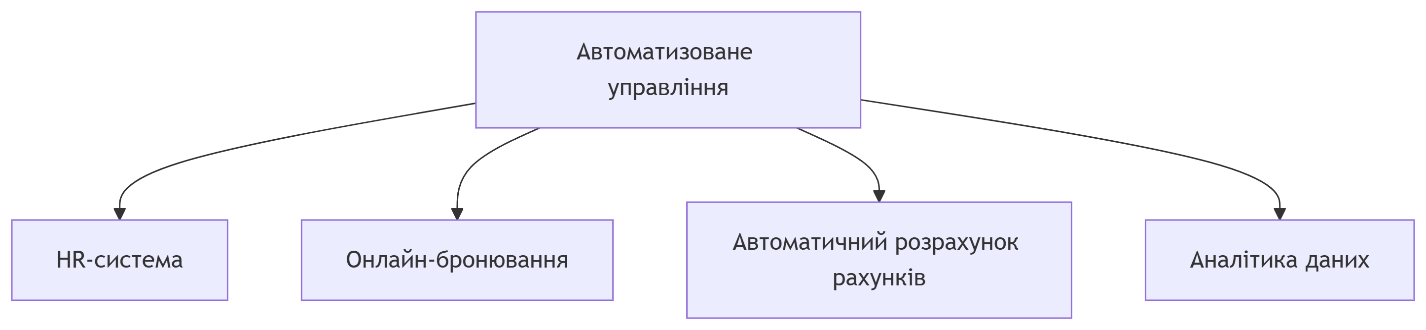 Автоматизоване
управління
HR-система
Онлайн-бронювання
Автоматичний розрахунок
рахунків
Аналітика даних